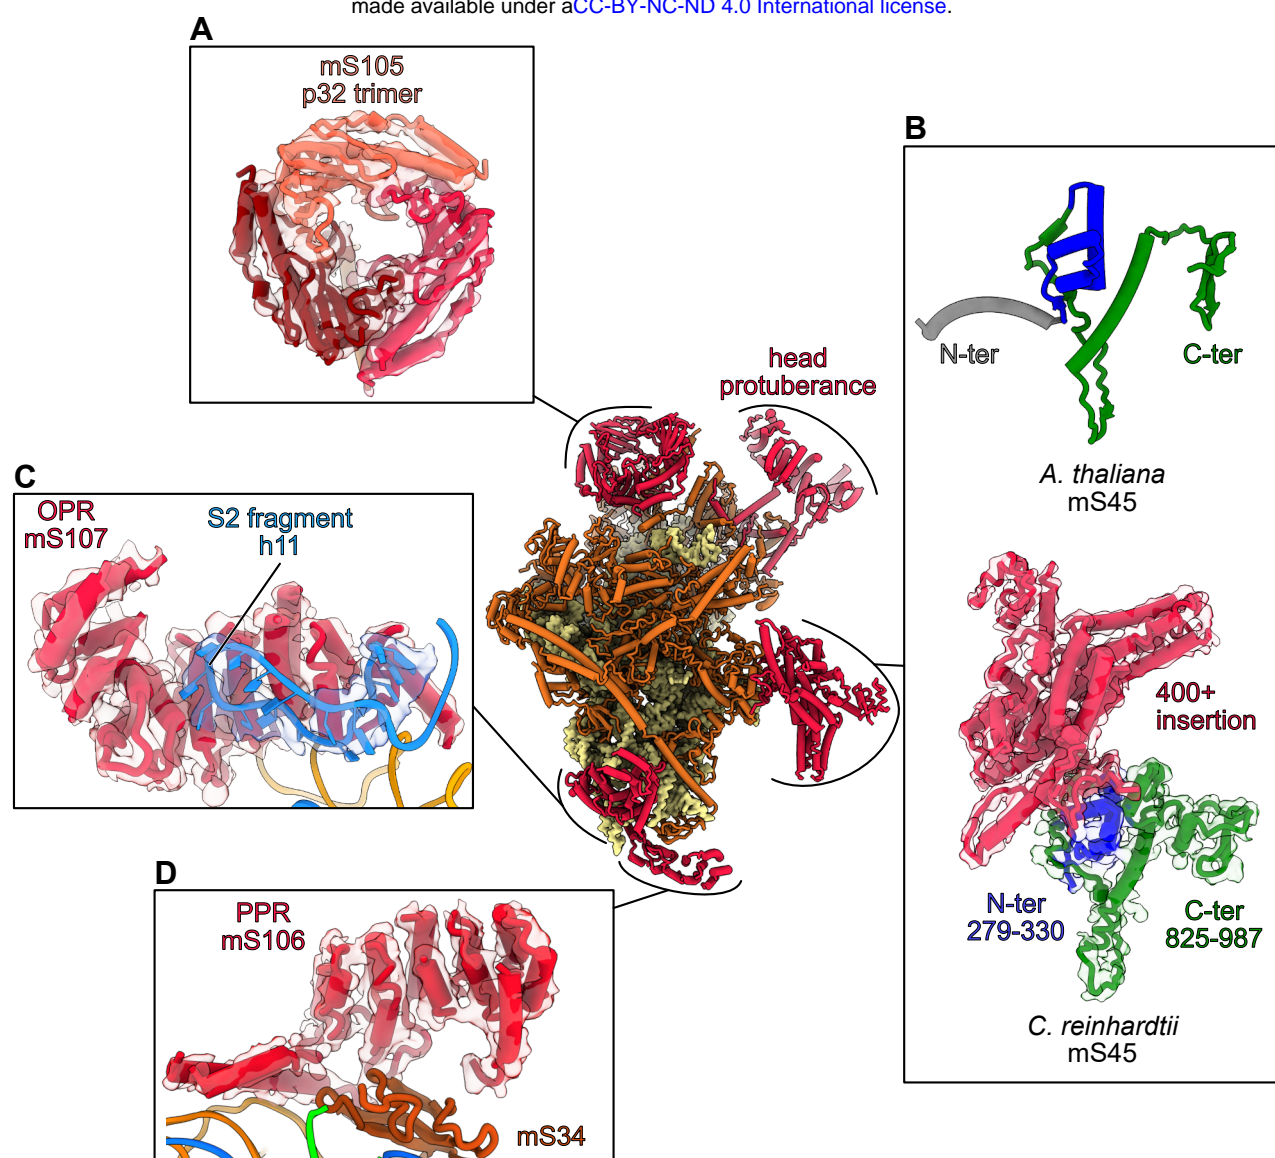 made available under aCC-BY-NC-ND 4.0 International license.
A
mS105
p32 trimer
B
N-ter
C-ter
A. thaliana
mS45
head
protuberance
C
OPR
mS107
S2 fragment
h11
400+
insertion
N-ter
279-330
C-ter
825-987
C. reinhardtii
mS45
D
PPR
mS106
mS34